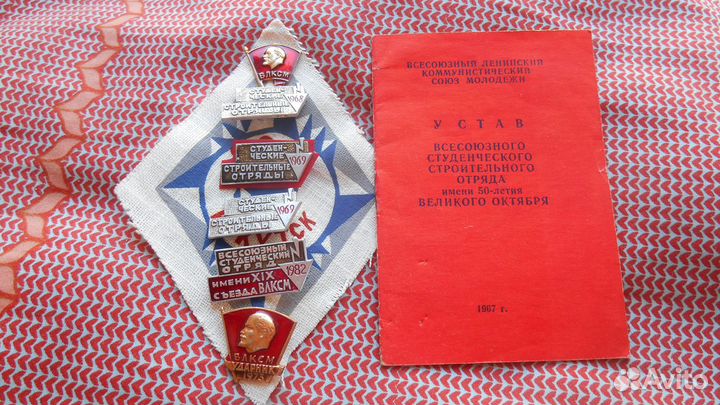 ВЛКСМ
СТУДЕН-
ЧЕСКИЕ
СТРОИТЕЛЬНЫЕ
ОТРЯДЫ
1968
СТУДЕН-
ЧЕСКИЕ
1969
СТРОИТЕЛЬНЫЕ
ОТРЯДЫ
СТУДЕН-
ЧЕСКИЕ
1969
СТРОИТЕЛЬНЫЕ
ОТРЯДЫ
СК
ВСЕСОЮЗНЫЙ
СТУДЕНЧЕСКИЙ
ОТРЯД
1982
ИМЕНИ XIX
СЪЕЗДА ВЛКСМ
ВЛКСМ
УДАРНИК
ВСЕСОЮЗНЫЙ ЛЕНИНСКИЙ
КОММУНИСТИЧЕСКИЙ
СОЮЗ МОЛОДЕЖИ
УСТАВ
ВСЕСОЮЗНОГО
СТУДЕНЧЕСКОГО
СТРОИТЕЛЬНОГО
ОТРЯДА
имени 50-летия
ВЕЛИКОГО ОКТЯБРЯ
1967 г.
Avito